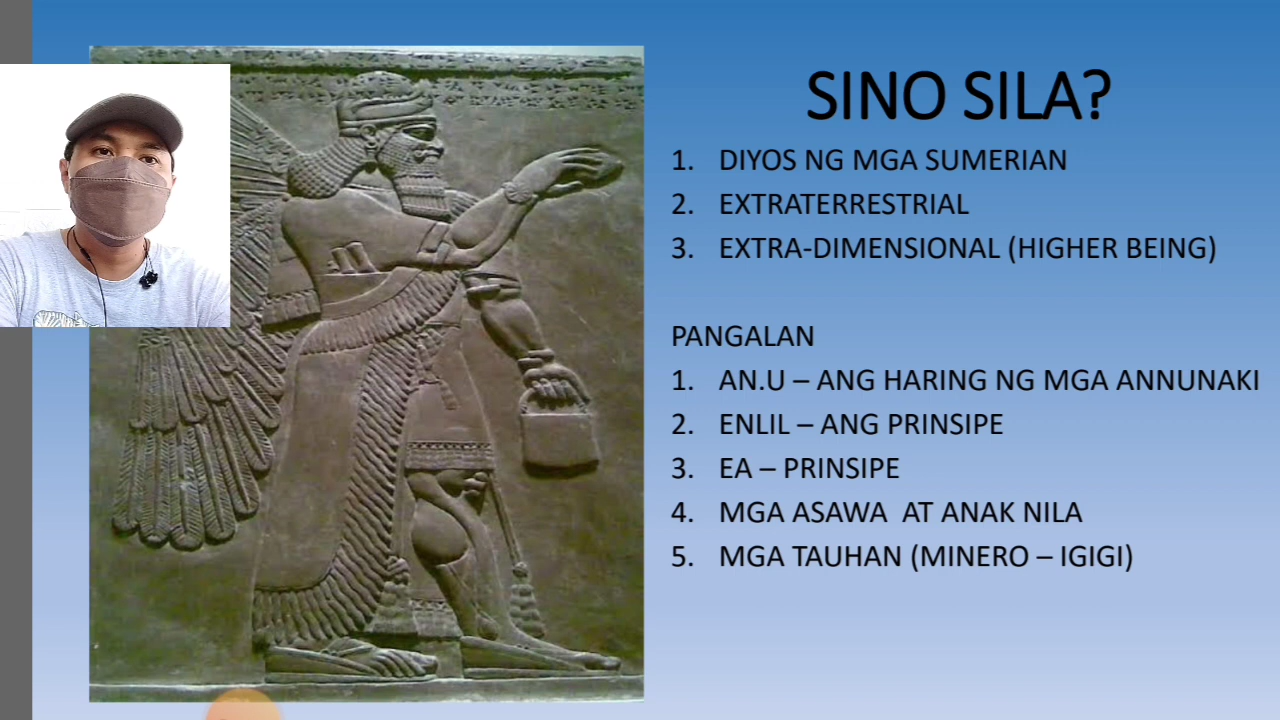 SINO SILA?
1. DIYOS NG MGA SUMERIAN
2. EXTRATERRESTRIAL
3. EXTRA-DIMENSIONAL (HIGHER BEING)
PANGALAN
1. AN.U – ANG HARING NG MGA ANNUNAKI
2. ENLIL – ANG PRINSIPE
3. EA – PRINSIPE
4. MGA ASAWA AT ANAK NILA
5. MGA TAUHAN (MINERO – IGIGI)